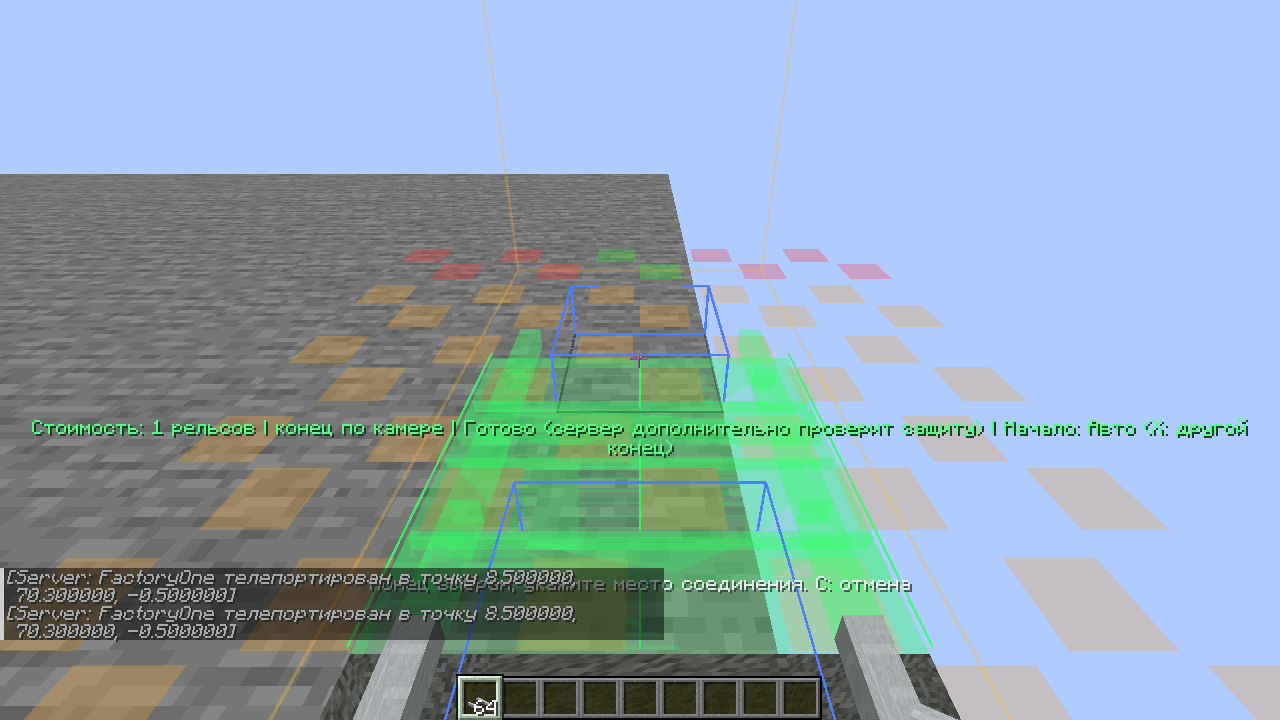 Стоимость: 1 рельсов | конец по камере | Готово (сервер дополнительно проверит защиту) | Начало: Авто (X: другой
конец)
[Server: FactoryOne телепортирован в точку 8.500000,
70.300000, -0.500000]
укажите место соединения. C: отмена
[Server: FactoryOne телепортирован в точку 8.500000,
70.300000, -0.500000]
64